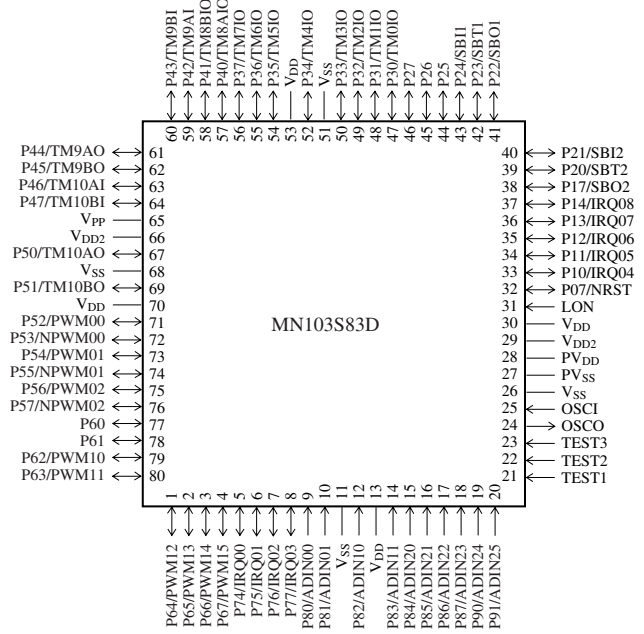 P43/TM9BI
P42/TM9AI
P41/TM8BIO
P40/TM8AIO
P37/TM7IO
P36/TM6IO
P35/TM5IO
VDD
P34/TM4IO
VSS
P33/TM3IO
P32/TM2IO
P31/TM1IO
P30/TM0IO
P27
P26
P25
P24/SBI1
P23/SBT1
P22/SBO1
60 59 58 57 56 55 54 53 52 51 50 49 48 47 46 45 44 43 42 41
P44/TM9AO 61
P45/TM9BO 62
P46/TM10AI 63
P47/TM10BI 64
VPP 65
VDD2 66
P50/TM10AO 67
VSS 68
P51/TM10BO 69
VDD 70
P52/PWM00 71
P53/NPWM00 72
P54/PWM01 73
P55/NPWM01 74
P56/PWM02 75
P57/NPWM02 76
P60 77
P61 78
P62/PWM10 79
P63/PWM11 80
MN103S83D
40 P21/SBI2
39 P20/SBT2
38 P17/SBO2
37 P14/IRQ08
36 P13/IRQ07
35 P12/IRQ06
34 P11/IRQ05
33 P10/IRQ04
32 P07/NRST
31 LON
30 VDD
29 VDD2
28 PVDD
27 PVSS
26 VSS
25 OSCI
24 OSCO
23 TEST3
22 TEST2
21 TEST1
1 2 3 4 5 6 7 8 9 10 11 12 13 14 15 16 17 18 19 20
P64/PWM12
P65/PWM13
P66/PWM14
P67/PWM15
P74/IRQ00
P75/IRQ01
P76/IRQ02
P77/IRQ03
P80/ADIN00
P81/ADIN01
VSS
P82/ADIN10
VDD
P83/ADIN11
P84/ADIN20
P85/ADIN21
P86/ADIN22
P87/ADIN23
P90/ADIN24
P91/ADIN25